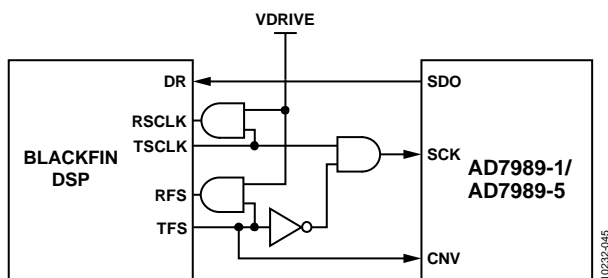 VDRIVE
DR
SDO
RSCLK
TSCLK
BLACKFIN
DSP
SCK
AD7989-1/
AD7989-5
RFS
TFS
CNV
10232-045